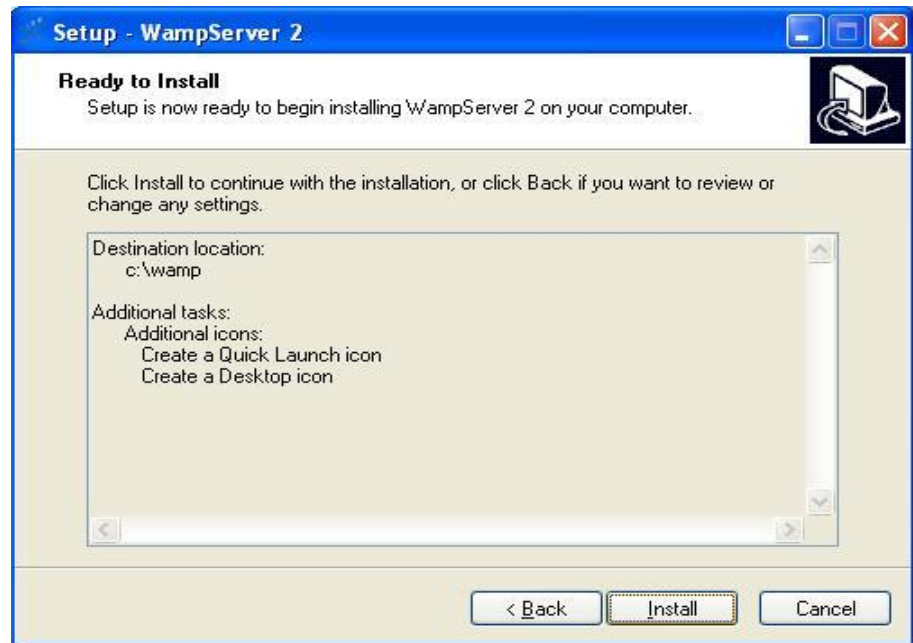 Setup - WampServer 2
Ready to Install
Setup is now ready to begin installing WampServer 2 on your computer.
Click Install to continue with the installation, or click Back if you want to review or
change any settings.
Destination location:
c:\wamp
Additional tasks:
Additional icons:
Create a Quick Launch icon
Create a Desktop icon
< Back
Install
Cancel